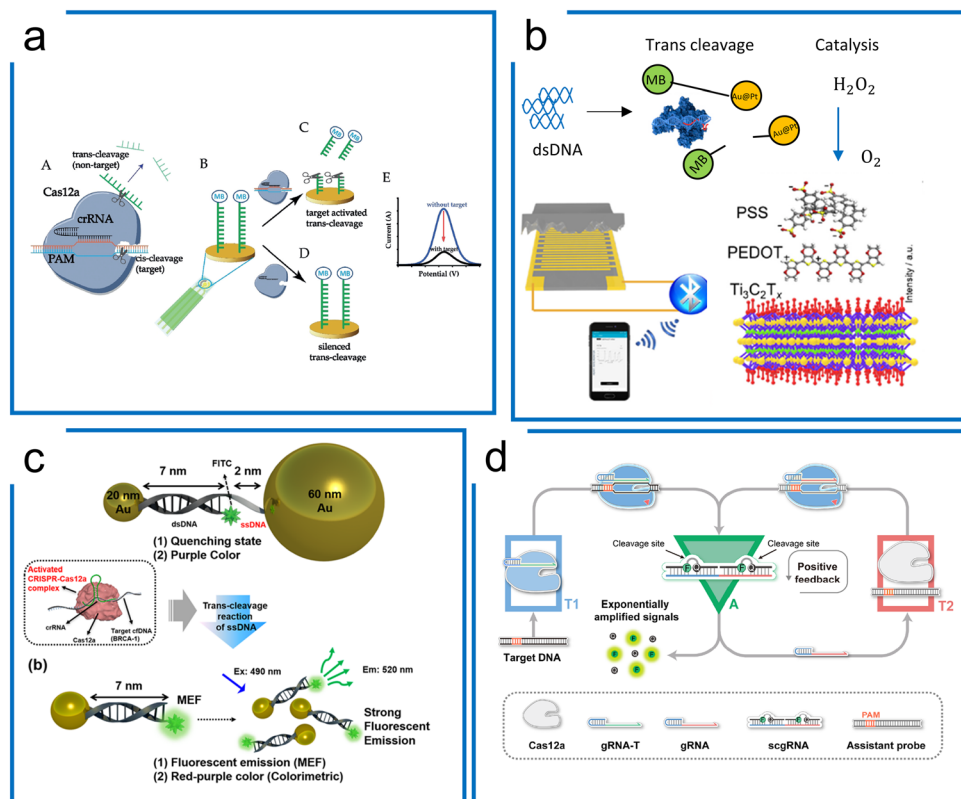 a
A
trans-cleavage
(non-target)
Cas12a
crRNA
PAM
cis-cleavage
(target)
B
MB MB
C
MB MB
target activated
trans-cleavage
D
MB MB
silenced
trans-cleavage
E
Current (A)
without target
with target
Potential (V)
b
Trans cleavage
Catalysis
dsDNA
MB
Au@Pt
MB
Au@Pt
H₂O₂
O₂
PSS
PEDOT
Ti₃C₂Tₓ
Intensity / a.u.
c
7 nm
FITC
2 nm
20 nm
Au
dsDNA
ssDNA
60 nm
Au
(1) Quenching state
(2) Purple Color
Activated
CRISPR-Cas12a
complex
crRNA
Cas12a
Target cfDNA
(BRCA-1)
Trans-cleavage
reaction
of ssDNA
(b)
7 nm
MEF
Ex: 490 nm
Em: 520 nm
Strong
Fluorescent
Emission
(1) Fluorescent emission (MEF)
(2) Red-purple color (Colorimetric)
d
T1
Target DNA
Cleavage site
Cleavage site
A
Positive
feedback
T2
Exponentially
amplified signals
Cas12a
gRNA-T
gRNA
scgRNA
PAM
Assistant probe